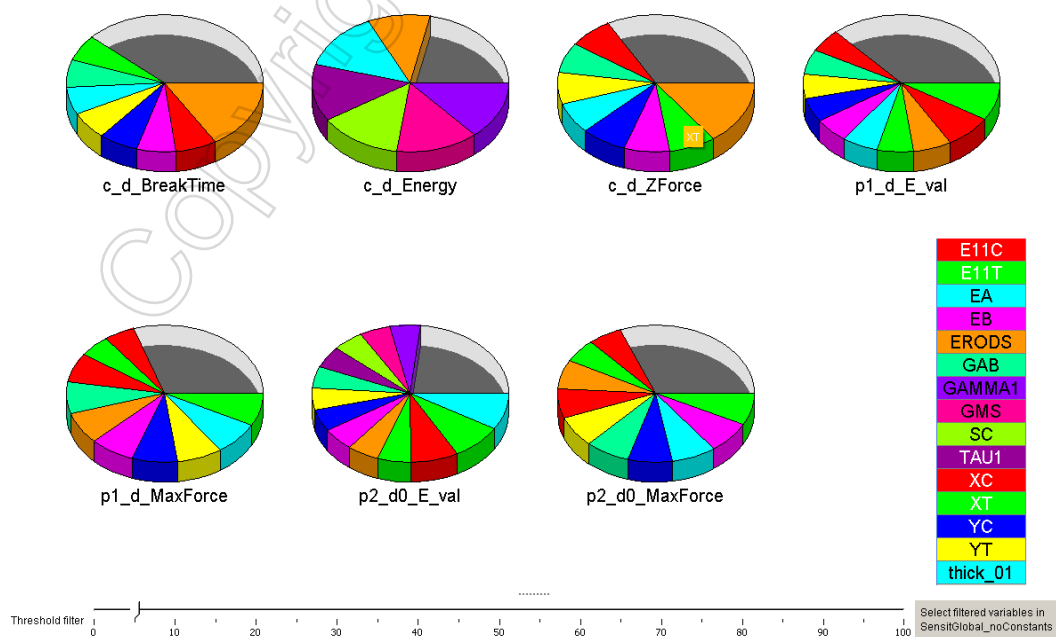 Copyrig
XT
c_d_BreakTime
c_d_Energy
c_d_ZForce
p1_d_E_val
p1_d_MaxForce
p2_d0_E_val
p2_d0_MaxForce
E11C
E11T
EA
EB
ERODS
GAB
GAMMA1
GMS
SC
TAU1
XC
XT
YC
YT
thick_01
Threshold filter
0 10 20 30 40 50 60 70 80 90 100
Select filtered variables in
SensitGlobal_noConstants